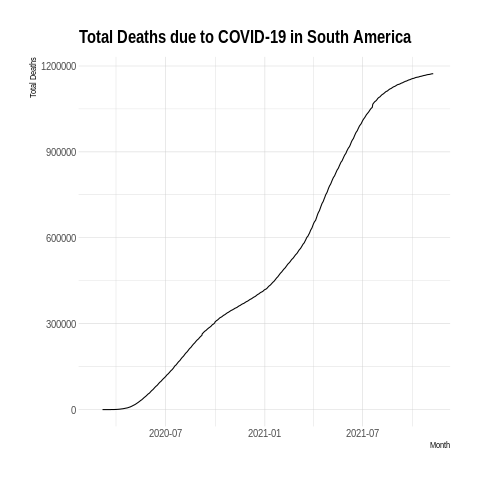 Total Deaths due to COVID-19 in South America
Total Deaths
1200000
900000
600000
300000
0
2020-07 2021-01 2021-07
Month